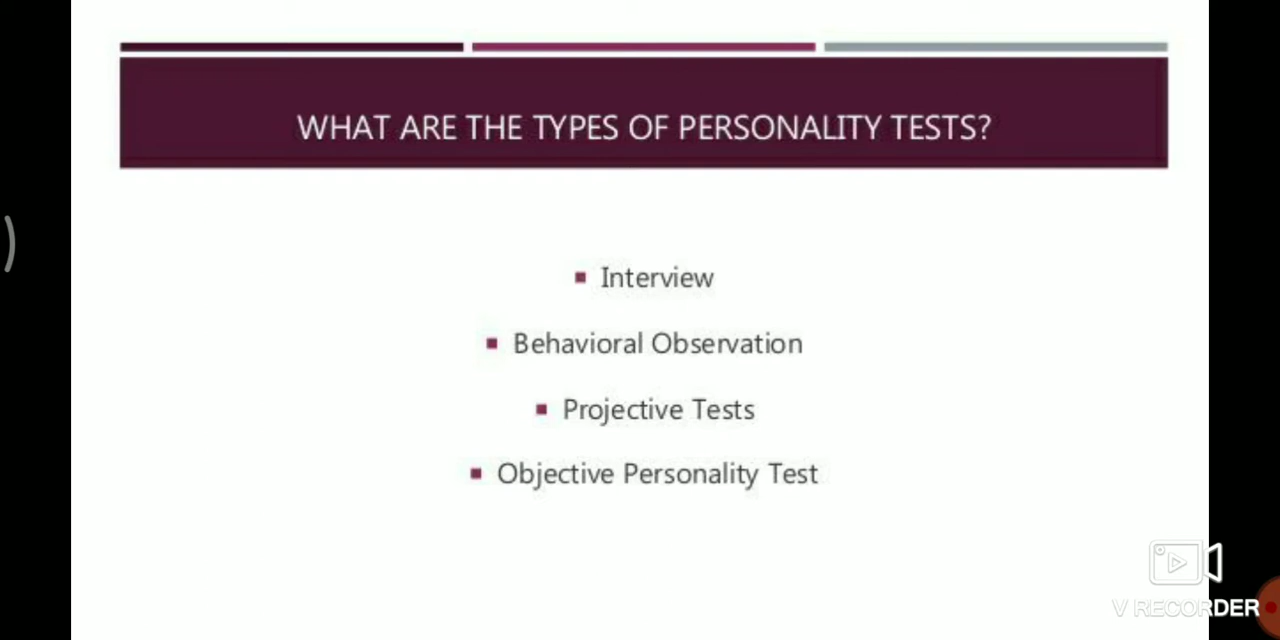 WHAT ARE THE TYPES OF PERSONALITY TESTS?
Interview
Behavioral Observation
Projective Tests
Objective Personality Test
V RECORDER